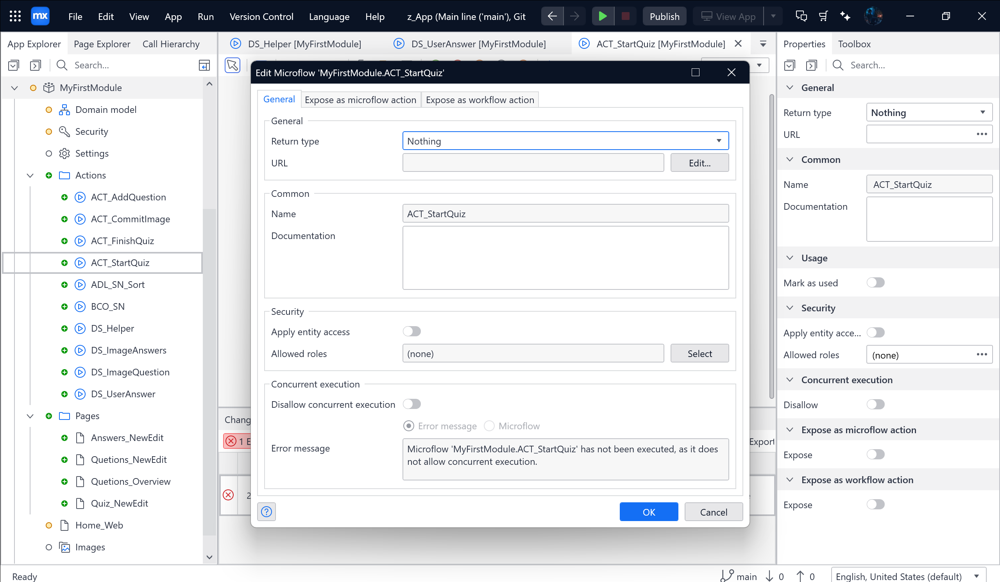 mx File Edit View App Run Version Control Language Help z_App (Main line ('main'), Git Publish View App
App Explorer Page Explorer Call Hierarchy
Search...
MyFirstModule
Domain model
Security
Settings
Actions
ACT_AddQuestion
ACT_CommitImage
ACT_FinishQuiz
ACT_StartQuiz
ADL_SN_Sort
BCO_SN
DS_Helper
DS_ImageAnswers
DS_ImageQuestion
DS_UserAnswer
Pages
Answers_NewEdit
Quetions_NewEdit
Quetions_Overview
Quiz_NewEdit
Home_Web
Images
DS_Helper [MyFirstModule] DS_UserAnswer [MyFirstModule] ACT_StartQuiz [MyFirstModule]
Edit Microflow 'MyFirstModule.ACT_StartQuiz'
General Expose as microflow action Expose as workflow action
General
Return type Nothing
URL Edit...
Common
Name ACT_StartQuiz
Documentation
Security
Apply entity access
Allowed roles (none) Select
Concurrent execution
Disallow concurrent execution
Error message Microflow
Error message Microflow 'MyFirstModule.ACT_StartQuiz' has not been executed, as it does
not allow concurrent execution.
? OK Cancel
Chang
1 E
Export
2
Properties Toolbox
Search...
General
Return type Nothing
URL
Common
Name ACT_StartQuiz
Documentation
Usage
Mark as used
Security
Apply entity acce...
Allowed roles (none)
Concurrent execution
Disallow
Expose as microflow action
Expose
Expose as workflow action
Expose
Ready main 0 0 English, United States (default)